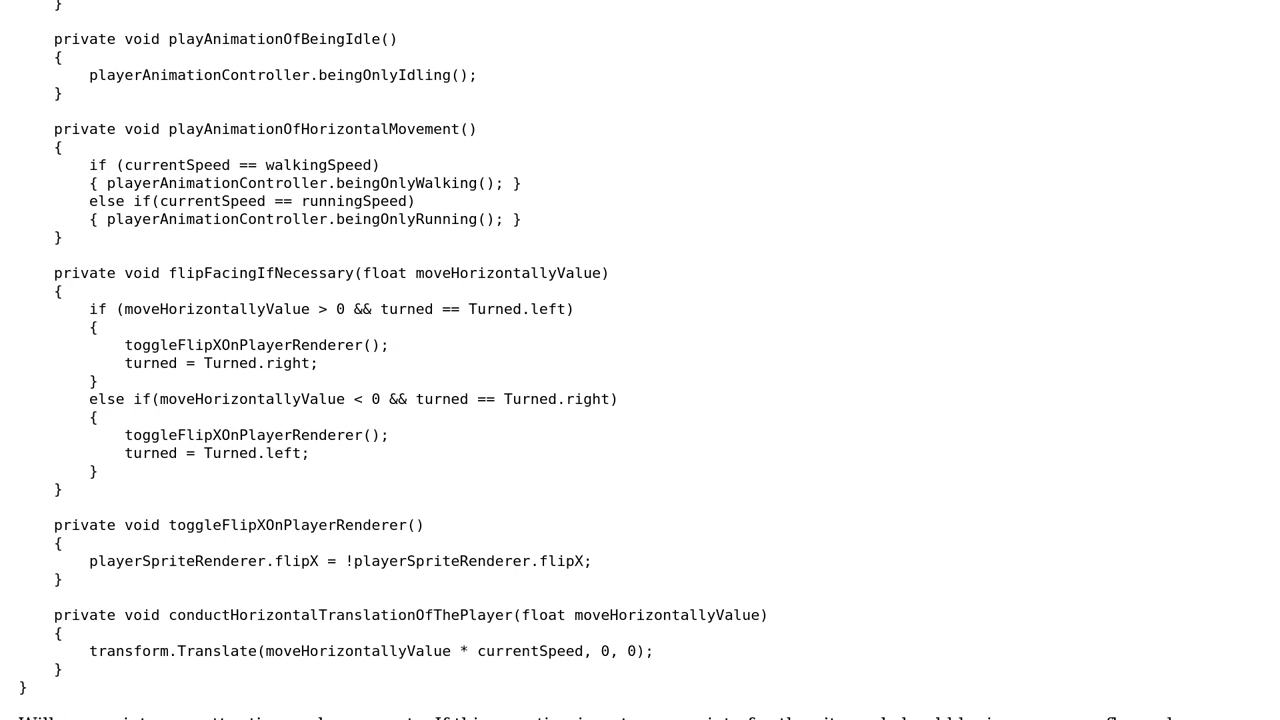 }
private void playAnimationOfBeingIdle()
{
playerAnimationController.beingOnlyIdling();
}
private void playAnimationOfHorizontalMovement()
{
if (currentSpeed == walkingSpeed)
{ playerAnimationController.beingOnlyWalking(); }
else if(currentSpeed == runningSpeed)
{ playerAnimationController.beingOnlyRunning(); }
}
private void flipFacingIfNecessary(float moveHorizontallyValue)
{
if (moveHorizontallyValue > 0 && turned == Turned.left)
{
toggleFlipXOnPlayerRenderer();
turned = Turned.right;
}
else if(moveHorizontallyValue < 0 && turned == Turned.right)
{
toggleFlipXOnPlayerRenderer();
turned = Turned.left;
}
}
private void toggleFlipXOnPlayerRenderer()
{
playerSpriteRenderer.flipX = !playerSpriteRenderer.flipX;
}
private void conductHorizontalTranslationOfThePlayer(float moveHorizontallyValue)
{
transform.Translate(moveHorizontallyValue * currentSpeed, 0, 0);
}
}